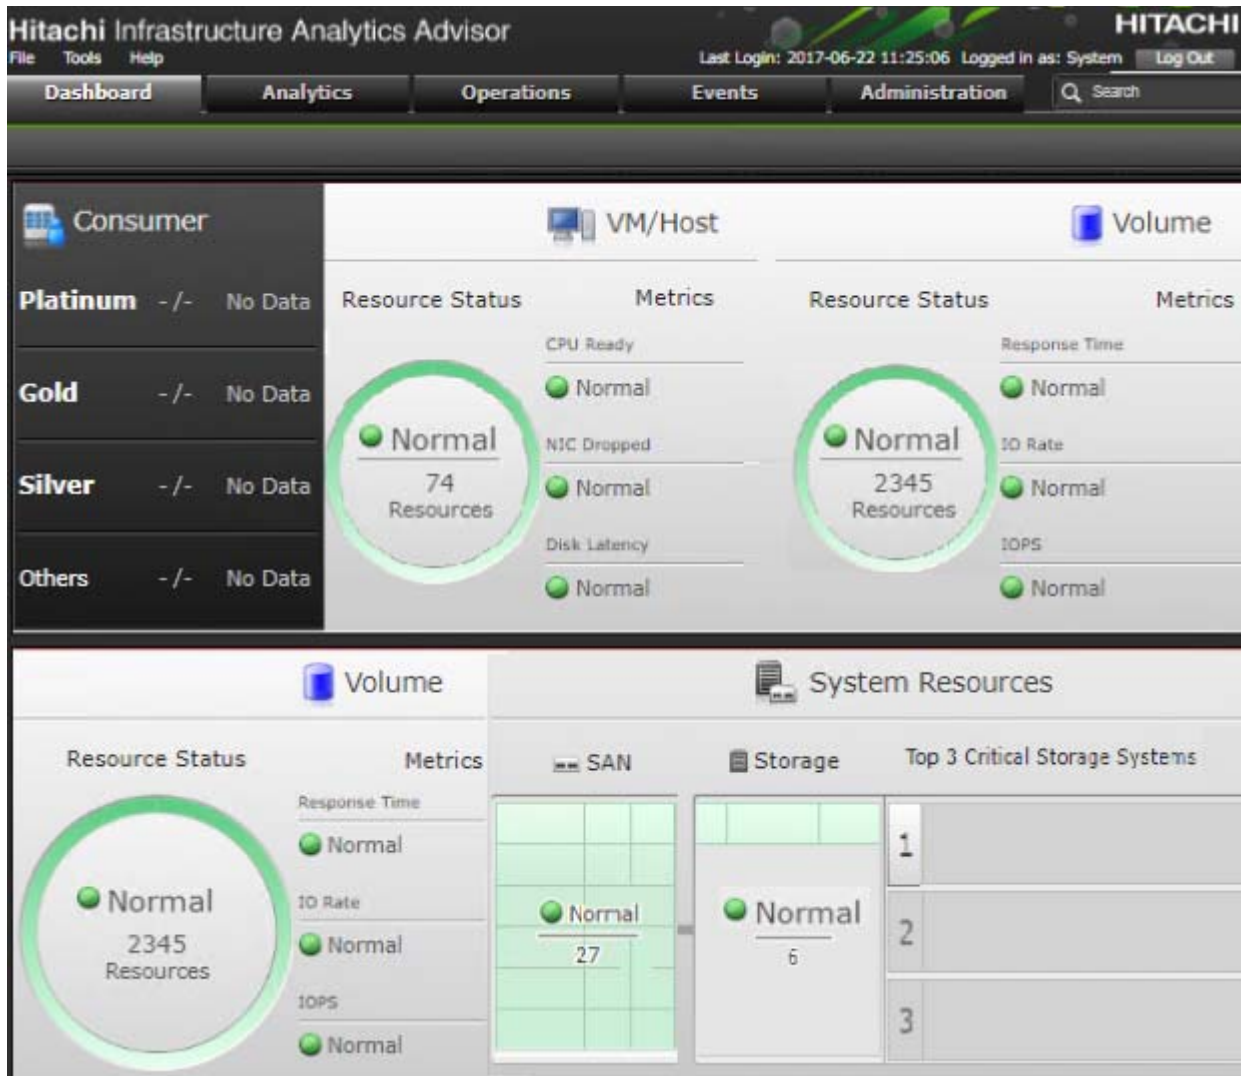 Hitachi Infrastructure Analytics Advisor
HITACHI
File Tools Help
Last Login: 2017-06-22 11:25:06 Logged in as: System Log Out
Dashboard Analytics Operations Events Administration Search
Consumer
Platinum - /- No Data
Gold - /- No Data
Silver - /- No Data
Others - /- No Data
VM/Host
Resource Status
Normal
74
Resources
Metrics
CPU Ready
Normal
NIC Dropped
Normal
Disk Latency
Normal
Volume
Resource Status
Normal
2345
Resources
Metrics
Response Time
Normal
IO Rate
Normal
IOPS
Normal
Volume
Resource Status
Normal
2345
Resources
Metrics
Response Time
Normal
IO Rate
Normal
IOPS
Normal
System Resources
SAN
Normal
27
Storage
Normal
6
Top 3 Critical Storage Systems
1
2
3